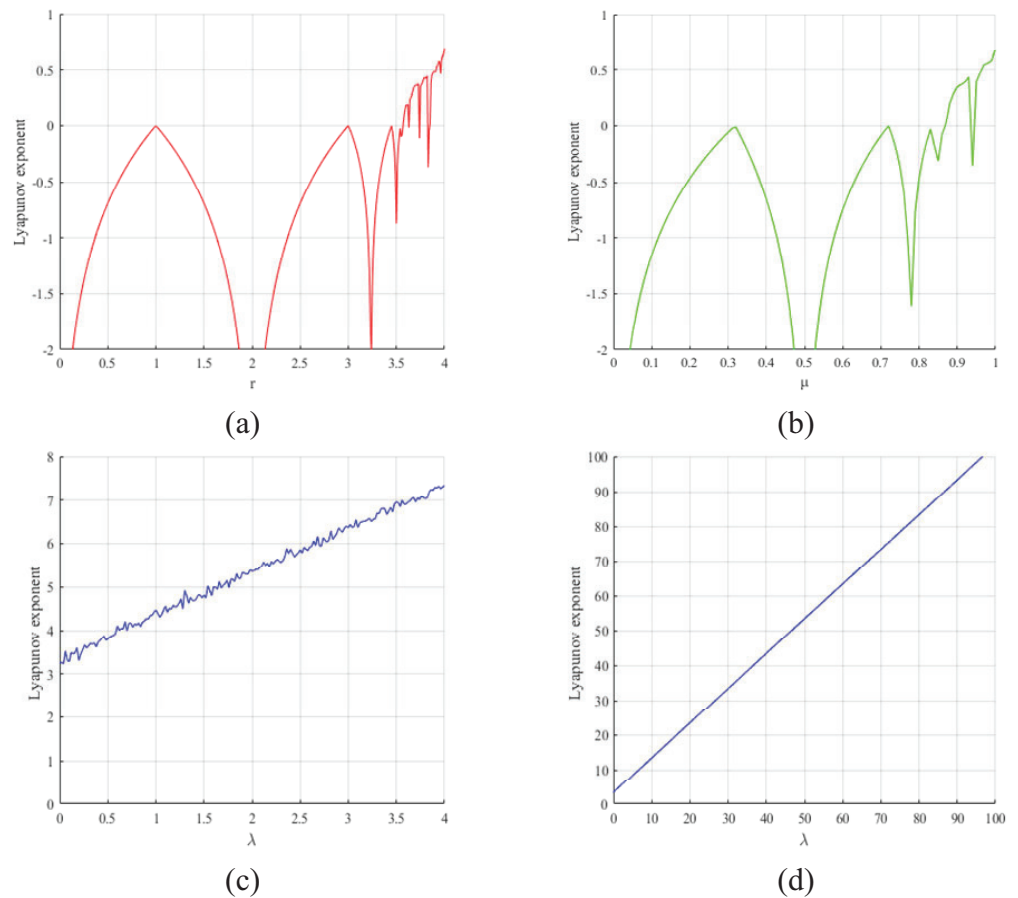 1
0.5
0
-0.5
-1
-1.5
-2
Lyapunov exponent
0 0.5 1 1.5 2 2.5 3 3.5 4
r
(a)
1
0.5
0
-0.5
-1
-1.5
-2
Lyapunov exponent
0 0.1 0.2 0.3 0.4 0.5 0.6 0.7 0.8 0.9 1
μ
(b)
8
7
6
5
4
3
2
1
0
Lyapunov exponent
0 0.5 1 1.5 2 2.5 3 3.5 4
λ
(c)
100
90
80
70
60
50
40
30
20
10
0
Lyapunov exponent
0 10 20 30 40 50 60 70 80 90 100
λ
(d)